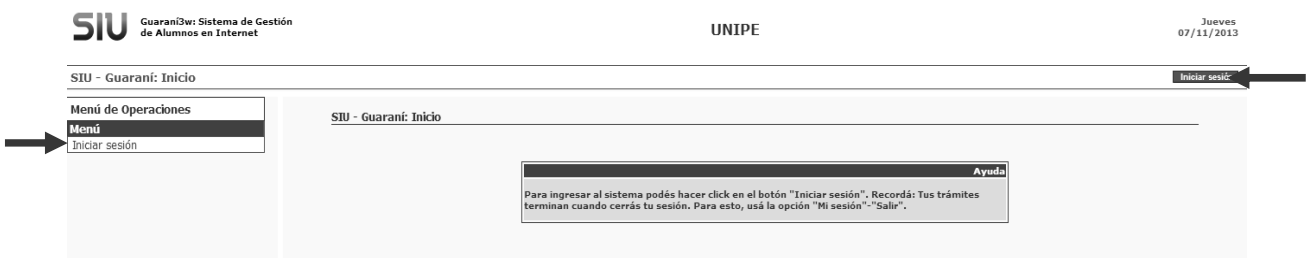 SIU
Guaraní3w: Sistema de Gestión
de Alumnos en Internet
UNIPE
Jueves
07/11/2013
SIU - Guaraní: Inicio
Iniciar sesió
Menú de Operaciones
Menú
Iniciar sesión
SIU - Guaraní: Inicio
Ayuda
Para ingresar al sistema podés hacer click en el botón "Iniciar sesión". Recordá: Tus trámites
terminan cuando cerrás tu sesión. Para esto, usá la opción "Mi sesión"-"Salir".